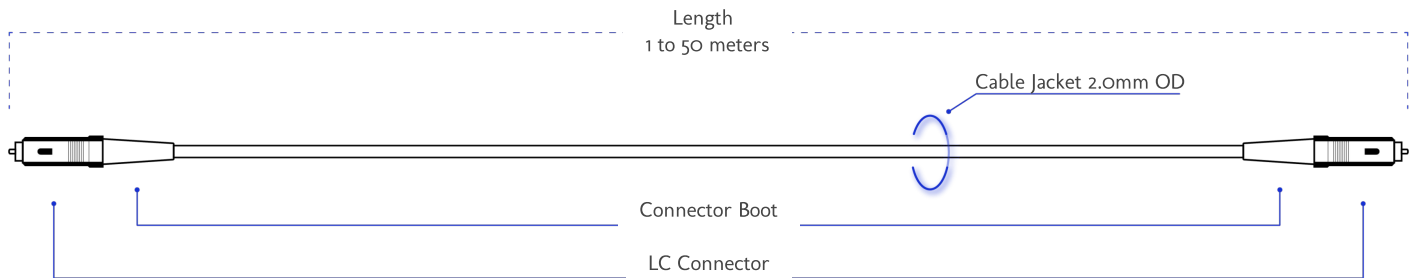 Length
1 to 50 meters
Cable Jacket 2.0mm OD
Connector Boot
LC Connector